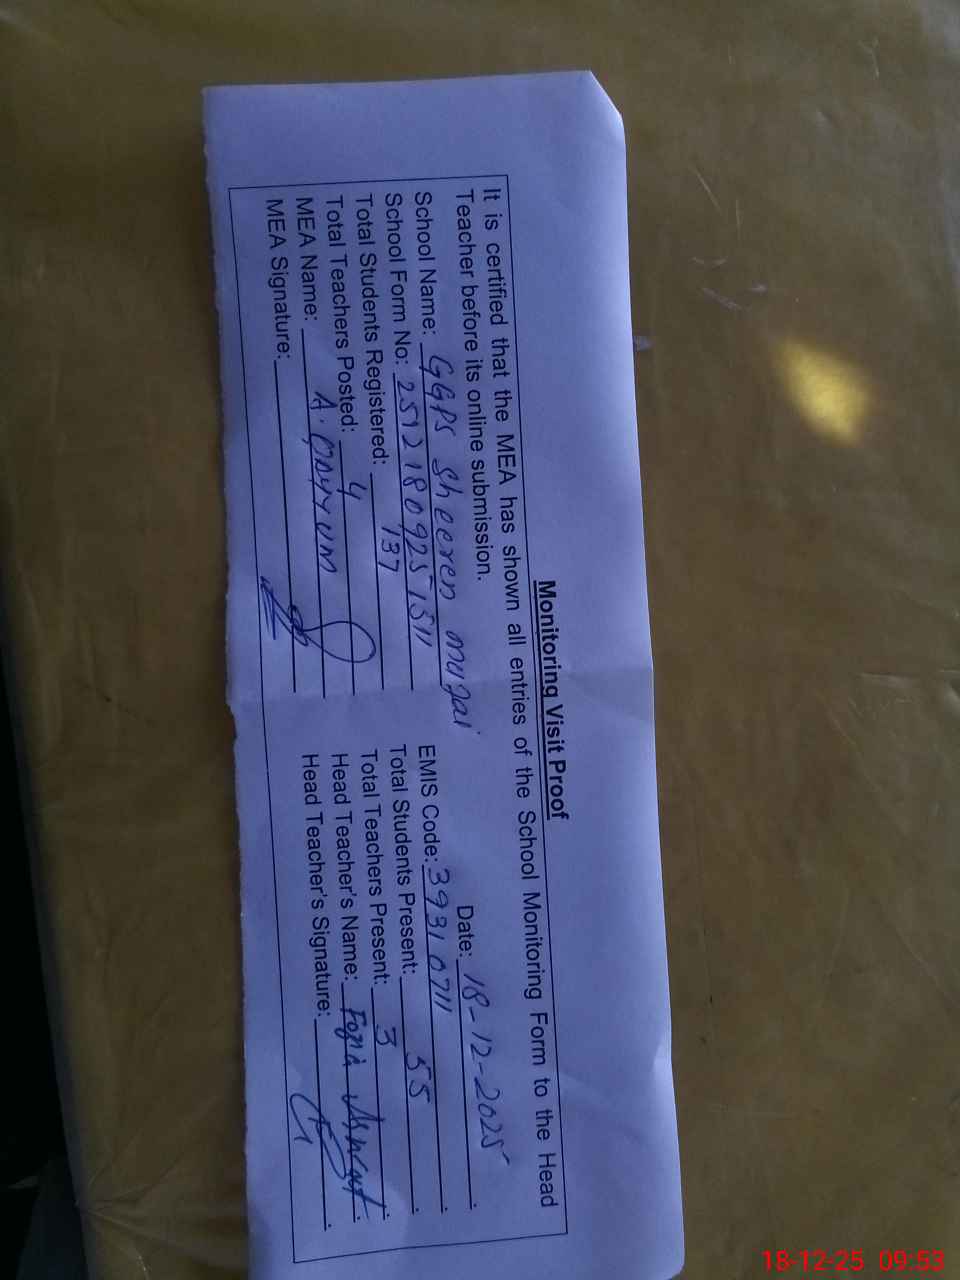 Monitoring Visit Proof
It is certified that the MEA has shown all entries of the School Monitoring Form to the Head
Teacher before its online submission.
Date: 18-12-2025
School Name: GGPS Sheeren mugai
EMIS Code: 39310711
School Form No: 25121809251511
Total Students Present: 55
Total Students Registered: 137
Total Teachers Present: 3
Total Teachers Posted: 4
Head Teacher's Name: Fozia
MEA Name: A. Qayyum
Head Teacher's Signature:
MEA Signature:
18-12-25 09:53